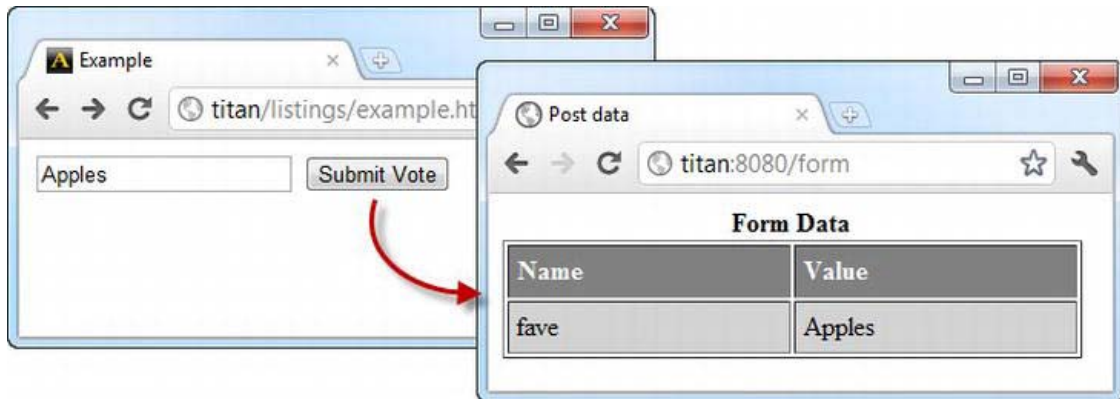 Example
titan/listings/example.ht
Apples
Submit Vote
Post data
titan:8080/form
Form Data
Name Value
fave Apples